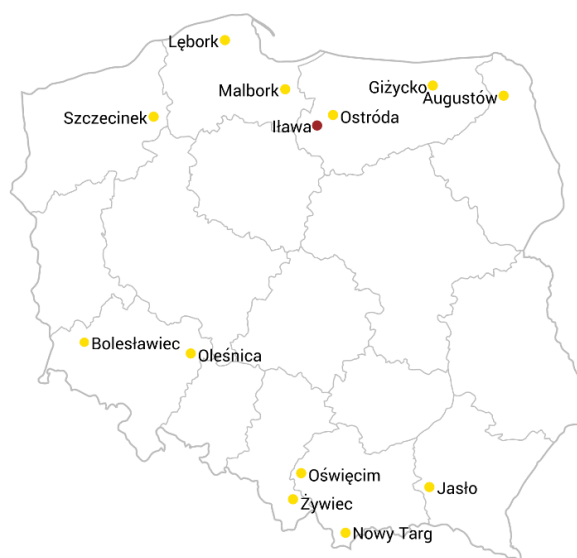 Lębork
Malbork
Giżycko
Augustów
Szczecinek
Ostróda
Iława
Bolesławiec
Oleśnica
Oświęcim
Jasło
Żywiec
Nowy Targ